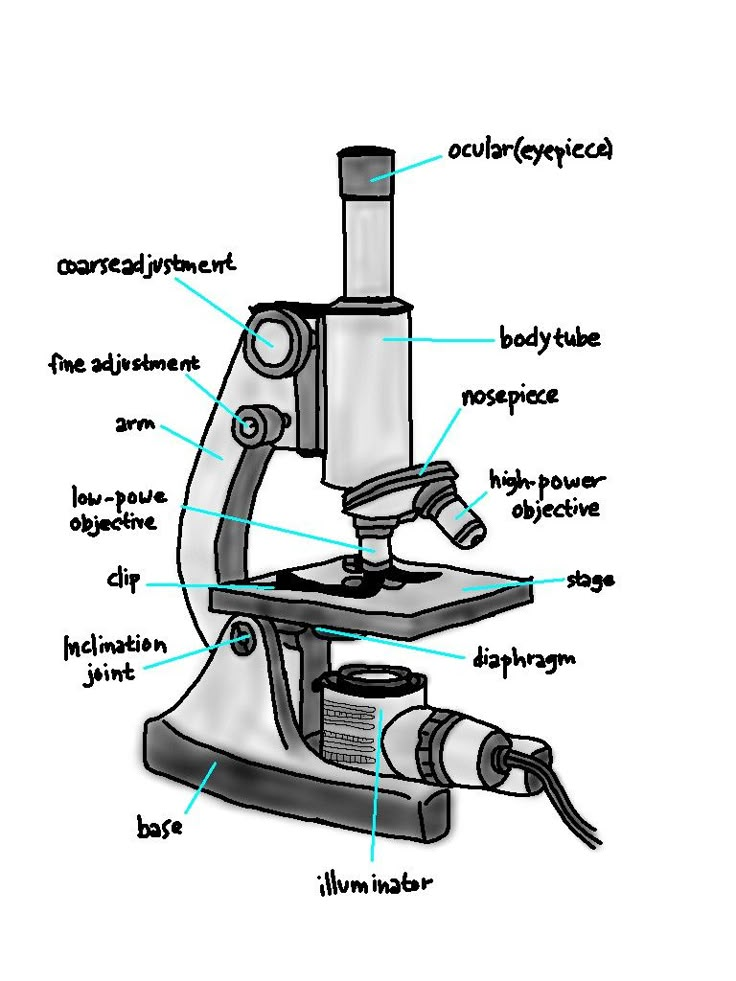 ocular(eyepiece)
coarseadjustment
body tube
fine adjustment
nosepiece
arm
high-power
objective
low-powe
objective
clip
stage
Inclination
joint
diaphragm
base
illuminator